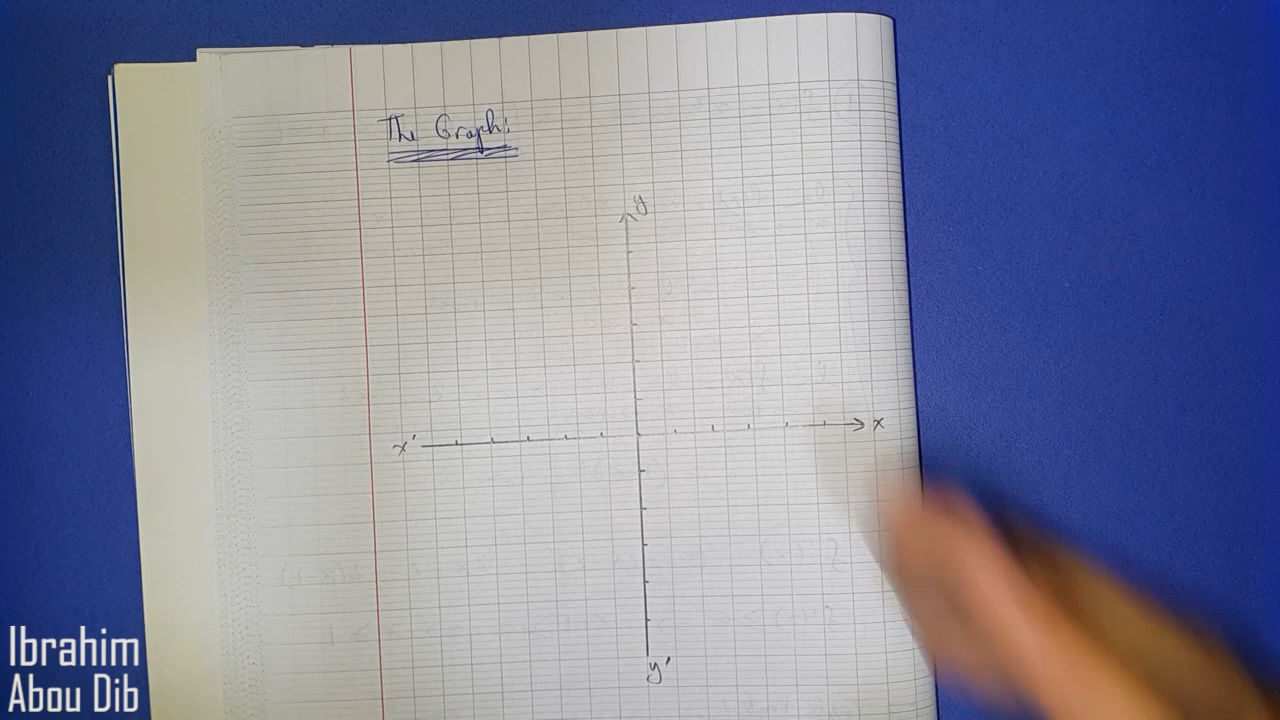 The Graph:
y
x
x'
y'
Ibrahim
Abou Dib